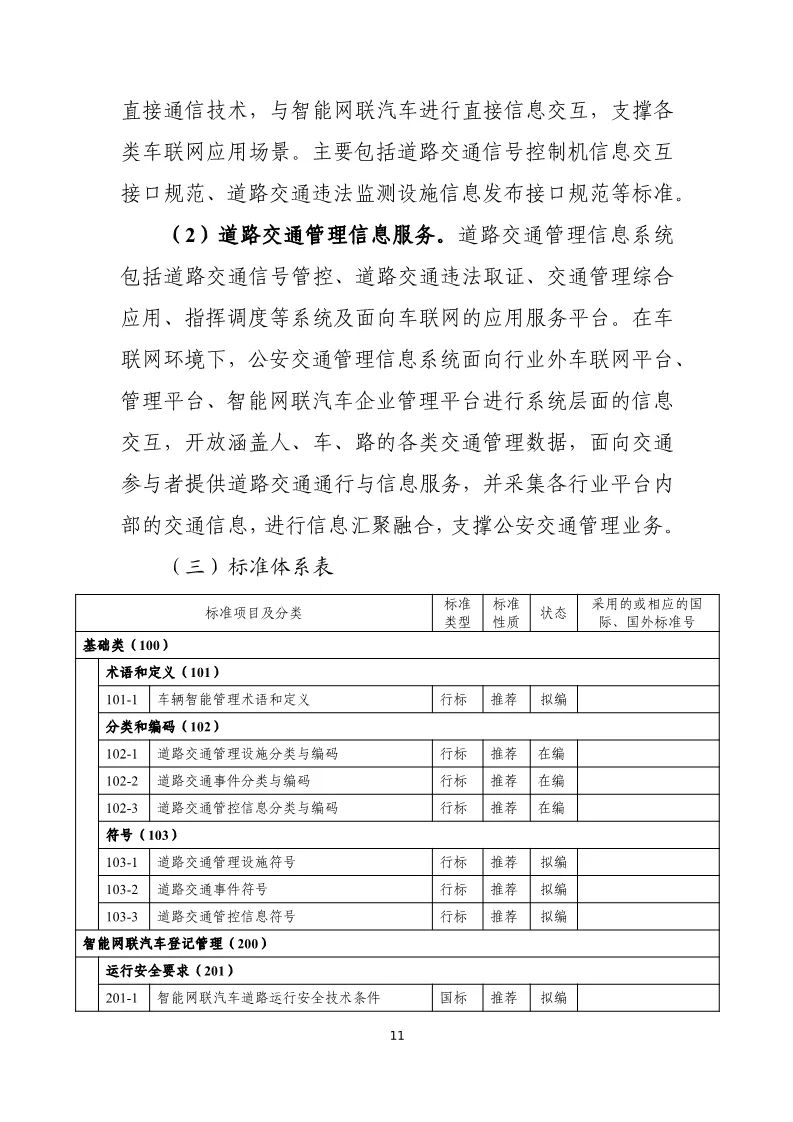 直接通信技术，与智能网联汽车进行直接信息交互，支撑各
类车联网应用场景。主要包括道路交通信号控制机信息交互
接口规范、道路交通违法监测设施信息发布接口规范等标准。
（2）道路交通管理信息服务。道路交通管理信息系统
包括道路交通信号管控、道路交通违法取证、交通管理综合
应用、指挥调度等系统及面向车联网的应用服务平台。在车
联网环境下，公安交通管理信息系统面向行业外车联网平台、
管理平台、智能网联汽车企业管理平台进行系统层面的信息
交互，开放涵盖人、车、路的各类交通管理数据，面向交通
参与者提供道路交通通行与信息服务，并采集各行业平台内
部的交通信息，进行信息汇聚融合，支撑公安交通管理业务。
（三）标准体系表
标准项目及分类 标准类型 标准性质 状态 采用的或相应的国际、国外标准号
基础类（100）
术语和定义（101）
101-1 车辆智能管理术语和定义 行标 推荐 拟编
分类和编码（102）
102-1 道路交通管理设施分类与编码 行标 推荐 在编
102-2 道路交通事件分类与编码 行标 推荐 在编
102-3 道路交通管控信息分类与编码 行标 推荐 在编
符号（103）
103-1 道路交通管理设施符号 行标 推荐 拟编
103-2 道路交通事件符号 行标 推荐 拟编
103-3 道路交通管控信息符号 行标 推荐 拟编
智能网联汽车登记管理（200）
运行安全要求（201）
201-1 智能网联汽车道路运行安全技术条件 国标 推荐 拟编
11